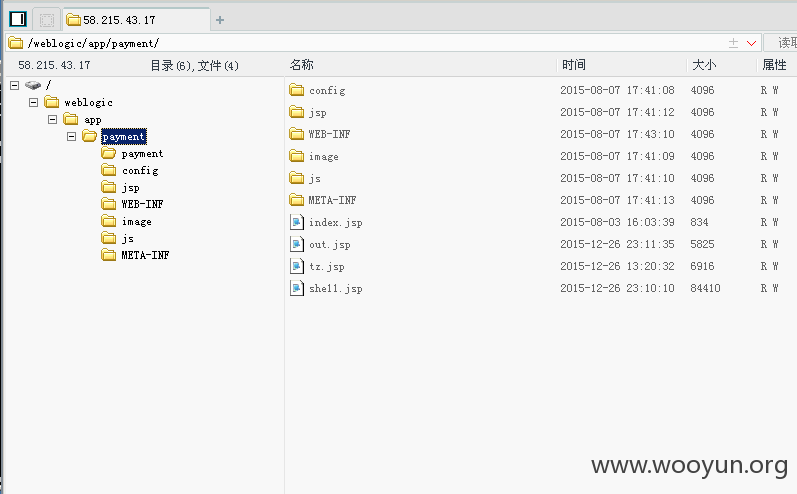 58.215.43.17
/weblogic/app/payment/
读取
58.215.43.17 目录(6),文件(4) 名称 时间 大小 属性
/
weblogic
app
payment
payment
config
jsp
WEB-INF
image
js
META-INF
config 2015-08-07 17:41:08 4096 R W
jsp 2015-08-07 17:41:12 4096 R W
WEB-INF 2015-08-07 17:43:10 4096 R W
image 2015-08-07 17:41:09 4096 R W
js 2015-08-07 17:41:10 4096 R W
META-INF 2015-08-07 17:41:13 4096 R W
index.jsp 2015-08-03 16:03:39 834 R W
out.jsp 2015-12-26 23:11:35 5825 R W
tz.jsp 2015-12-26 13:20:32 6916 R W
shell.jsp 2015-12-26 23:10:10 84410 R W
www.wooyun.org